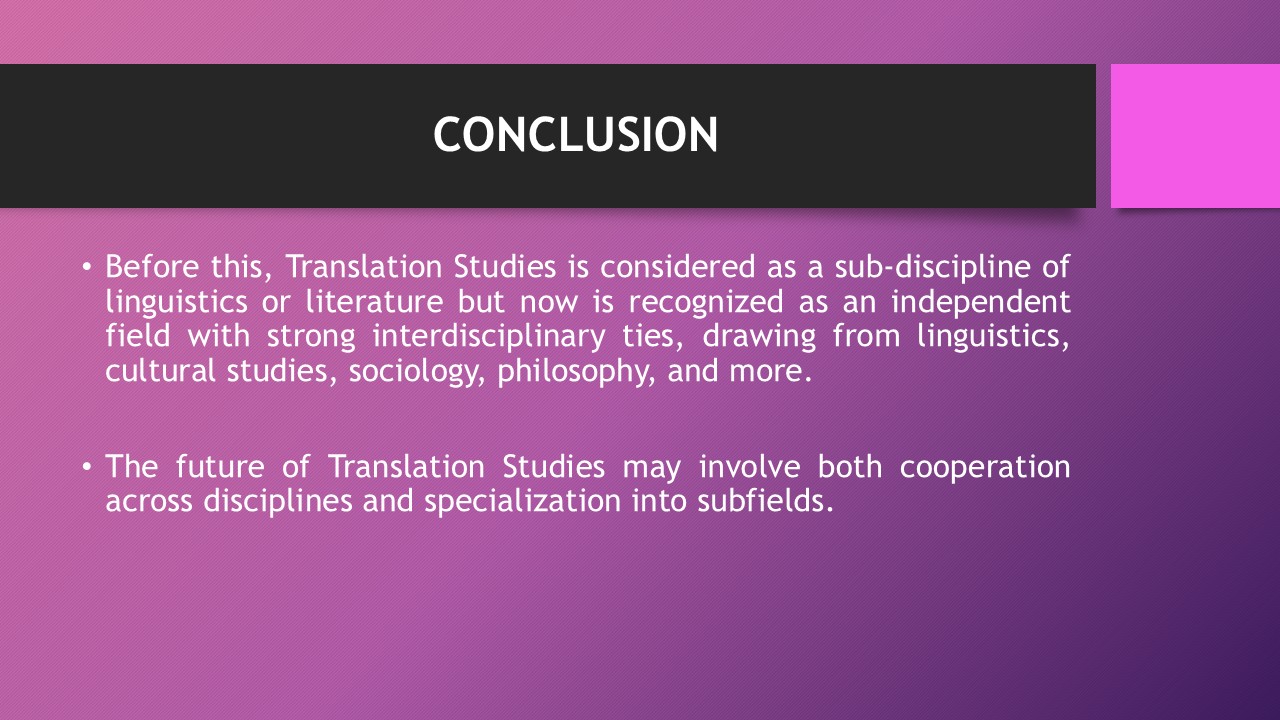 CONCLUSION
• Before this, Translation Studies is considered as a sub-discipline of
linguistics or literature but now is recognized as an independent
field with strong interdisciplinary ties, drawing from linguistics,
cultural studies, sociology, philosophy, and more.
• The future of Translation Studies may involve both cooperation
across disciplines and specialization into subfields.